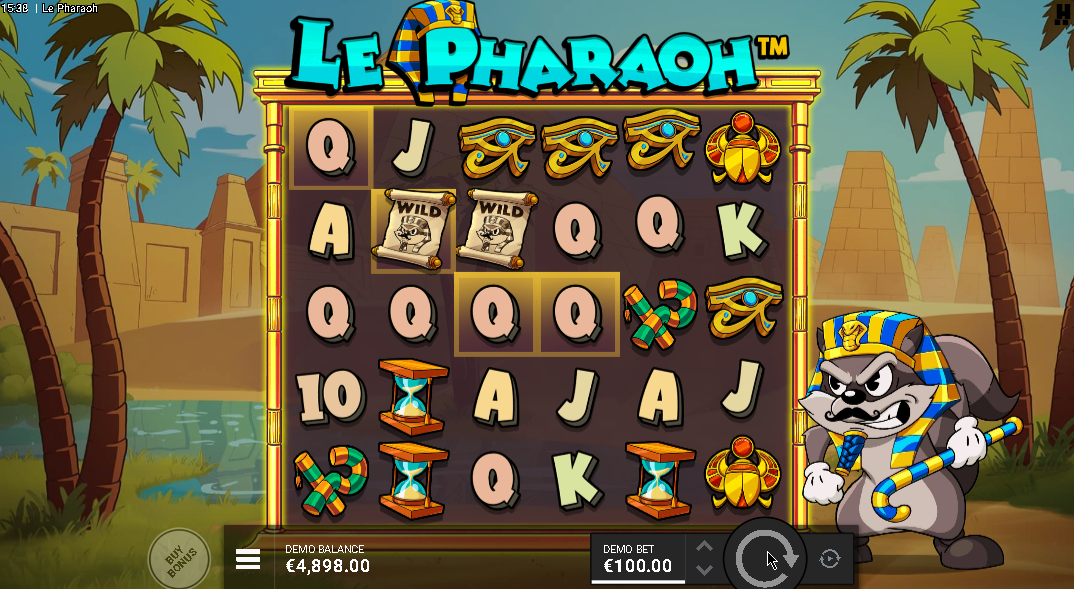 15:38 | Le Pharaoh
LE PHARAOH™
Q J
A WILD WILD Q Q K
Q Q Q Q
10 A J A J
Q K
BUY BONUS
DEMO BALANCE
€4,898.00
DEMO BET
€100.00